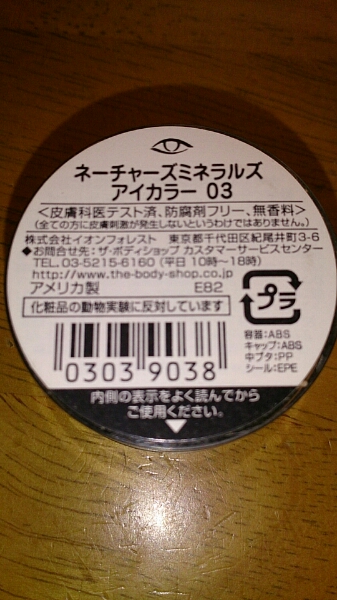 ネーチャーズミネラルズ
アイカラー 03
<皮膚科医テスト済、防腐剤フリー、無香料>
(全ての方に皮膚刺激が発生しないというわけではありません。)
株式会社イオンフォレスト 東京都千代田区紀尾井町3-6
◆お問合せ先:ザ・ボディショップ カスタマーサービスセンター
TEL.03-5215-6160 (平日 10時~18時)
http://www.the-body-shop.co.jp
アメリカ製 E82
化粧品の動物実験に反対しています
プラ
容器:ABS
キャップ:ABS
中ブタ:PP
シール:EPE
0303 9038
内側の表示をよく読んでから
ご使用ください。